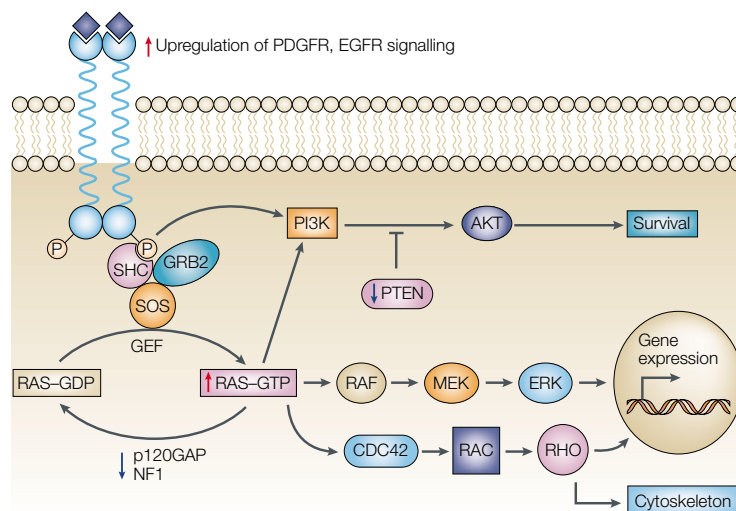 Upregulation of PDGFR, EGFR signalling
P
P
SHC
GRB2
SOS
GEF
PI3K
AKT
Survival
PTEN
Gene
expression
RAS–GDP
RAS–GTP
RAF
MEK
ERK
p120GAP
NF1
CDC42
RAC
RHO
Cytoskeleton